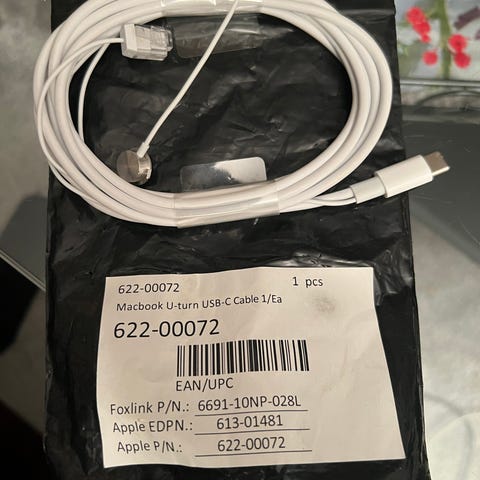 622-00072 1 pcs
Macbook U-turn USB-C Cable 1/Ea
622-00072
EAN/UPC
Foxlink P/N.: 6691-10NP-028L
Apple EDPN.: 613-01481
Apple P/N.: 622-00072